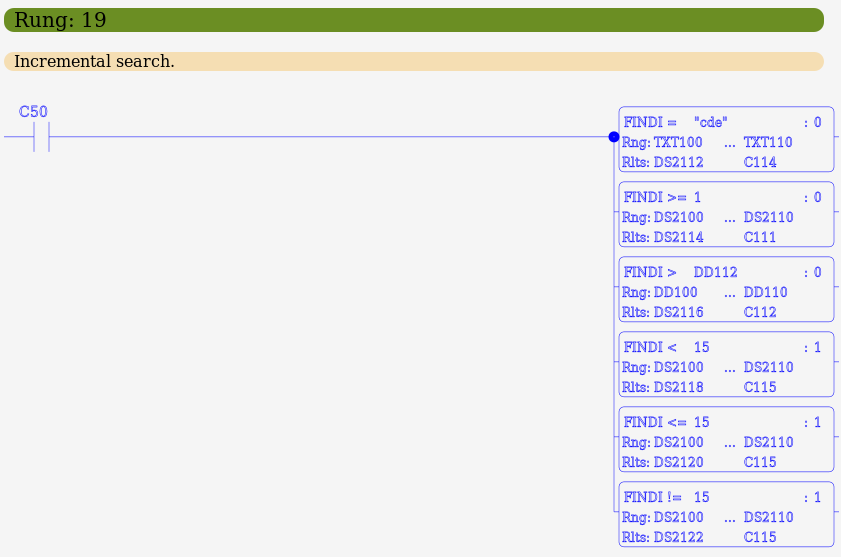 Rung: 19
Incremental search.
C50
FINDI = "cde" : 0
Rng: TXT100 ... TXT110
Rlts: DS2112 C114
FINDI >= 1 : 0
Rng: DS2100 ... DS2110
Rlts: DS2114 C111
FINDI > DD112 : 0
Rng: DD100 ... DD110
Rlts: DS2116 C112
FINDI < 15 : 1
Rng: DS2100 ... DS2110
Rlts: DS2118 C115
FINDI <= 15 : 1
Rng: DS2100 ... DS2110
Rlts: DS2120 C115
FINDI != 15 : 1
Rng: DS2100 ... DS2110
Rlts: DS2122 C115